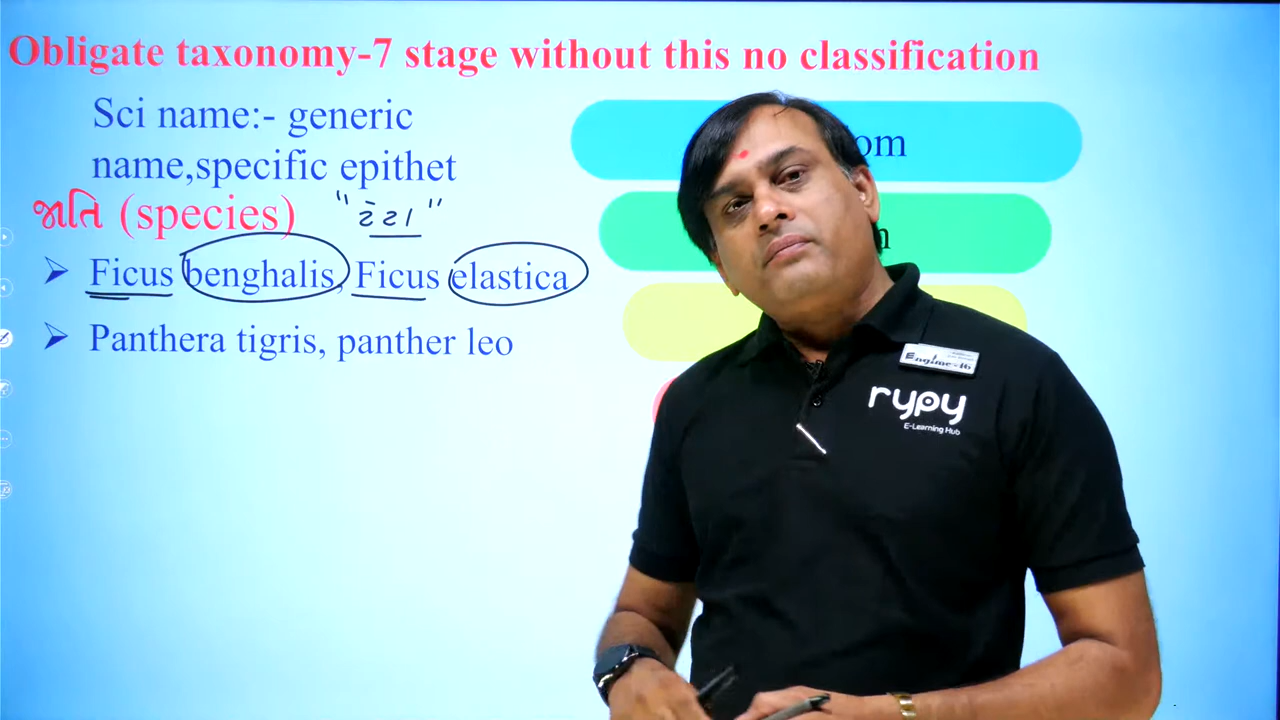 Obligate taxonomy-7 stage without this no classification
Sci name:- generic
name,specific epithet
જાતિ (species)
Ficus benghalis, Ficus elastica
Panthera tigris, panther leo
om
rypy
E-Learning Hub